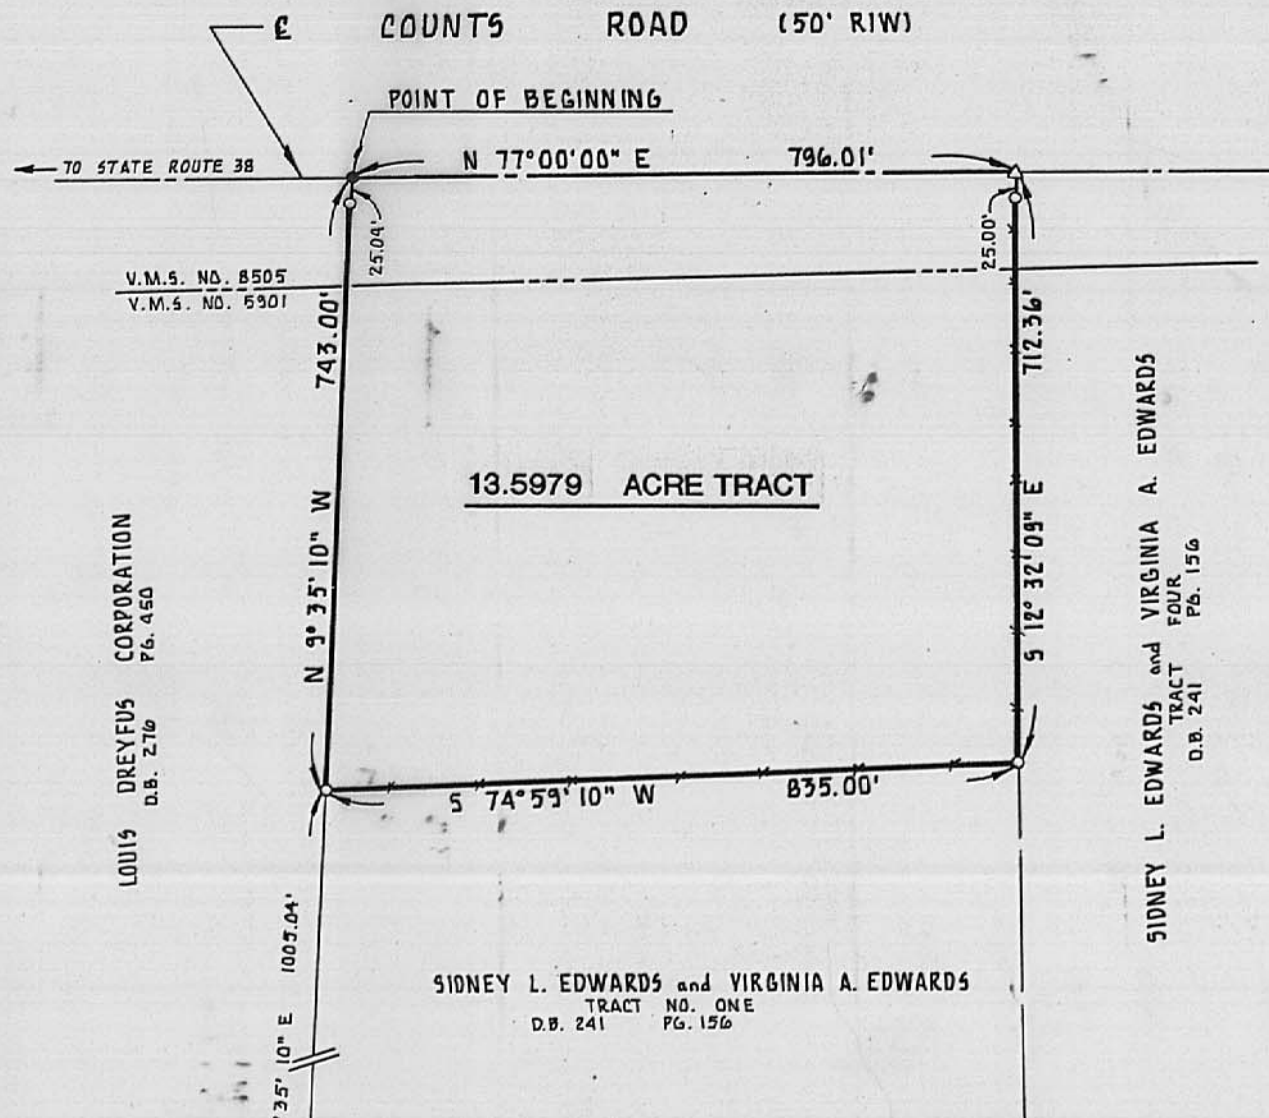 ⅊ COUNTS ROAD (50' R/W)
POINT OF BEGINNING
N 77°00'00" E 796.01'
TO STATE ROUTE 38
25.04'
25.00'
V.M.S. NO. 8505
V.M.S. NO. 5901
743.00'
N 9° 35' 10" W
712.36'
S 12° 32' 09" E
13.5979 ACRE TRACT
LOUIS DREYFUS CORPORATION
D.B. 276 PG. 450
SIDNEY L. EDWARDS and VIRGINIA A. EDWARDS
TRACT FOUR
D.B. 241 PG. 156
S 74°59'10" W 835.00'
35' 10" E 1005.04'
SIDNEY L. EDWARDS and VIRGINIA A. EDWARDS
TRACT NO. ONE
D.B. 241 PG. 156